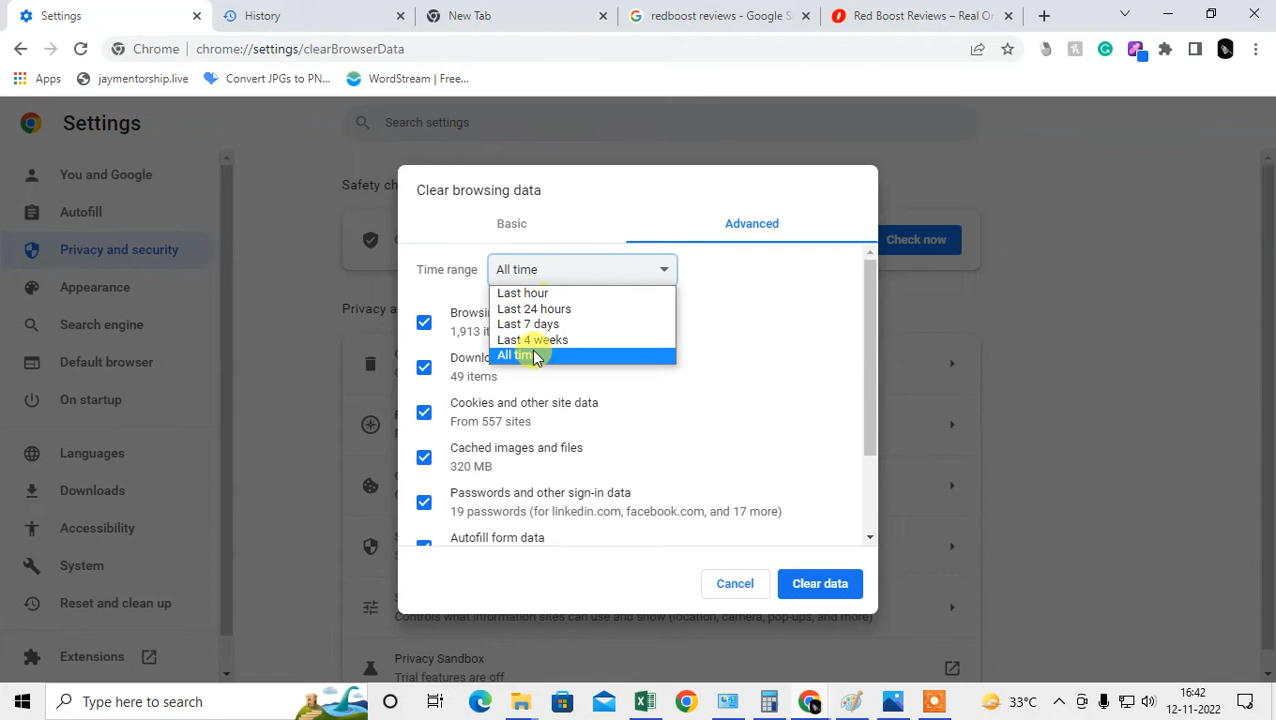 Settings
History
New Tab
redboost reviews - Google S
Red Boost Reviews – Real O
Chrome
chrome://settings/clearBrowserData
Apps
jaymentorship.live
Convert JPGs to PN...
WordStream | Free...
Settings
Search settings
You and Google
Autofill
Privacy and security
Appearance
Search engine
Default browser
On startup
Languages
Downloads
Accessibility
System
Reset and clean up
Extensions
Safety ch
Check now
Privacy a
Clear browsing data
Basic
Advanced
Time range
All time
Last hour
Last 24 hours
Last 7 days
Last 4 weeks
All time
Browsi
1,913 it
Downlo
49 items
Cookies and other site data
From 557 sites
Cached images and files
320 MB
Passwords and other sign-in data
19 passwords (for linkedin.com, facebook.com, and 17 more)
Autofill form data
Cancel
Clear data
Controls what information sites can use and show (location, camera, pop-ups, and more)
Privacy Sandbox
Trial features are off
Type here to search
33°C
16:42
12-11-2022